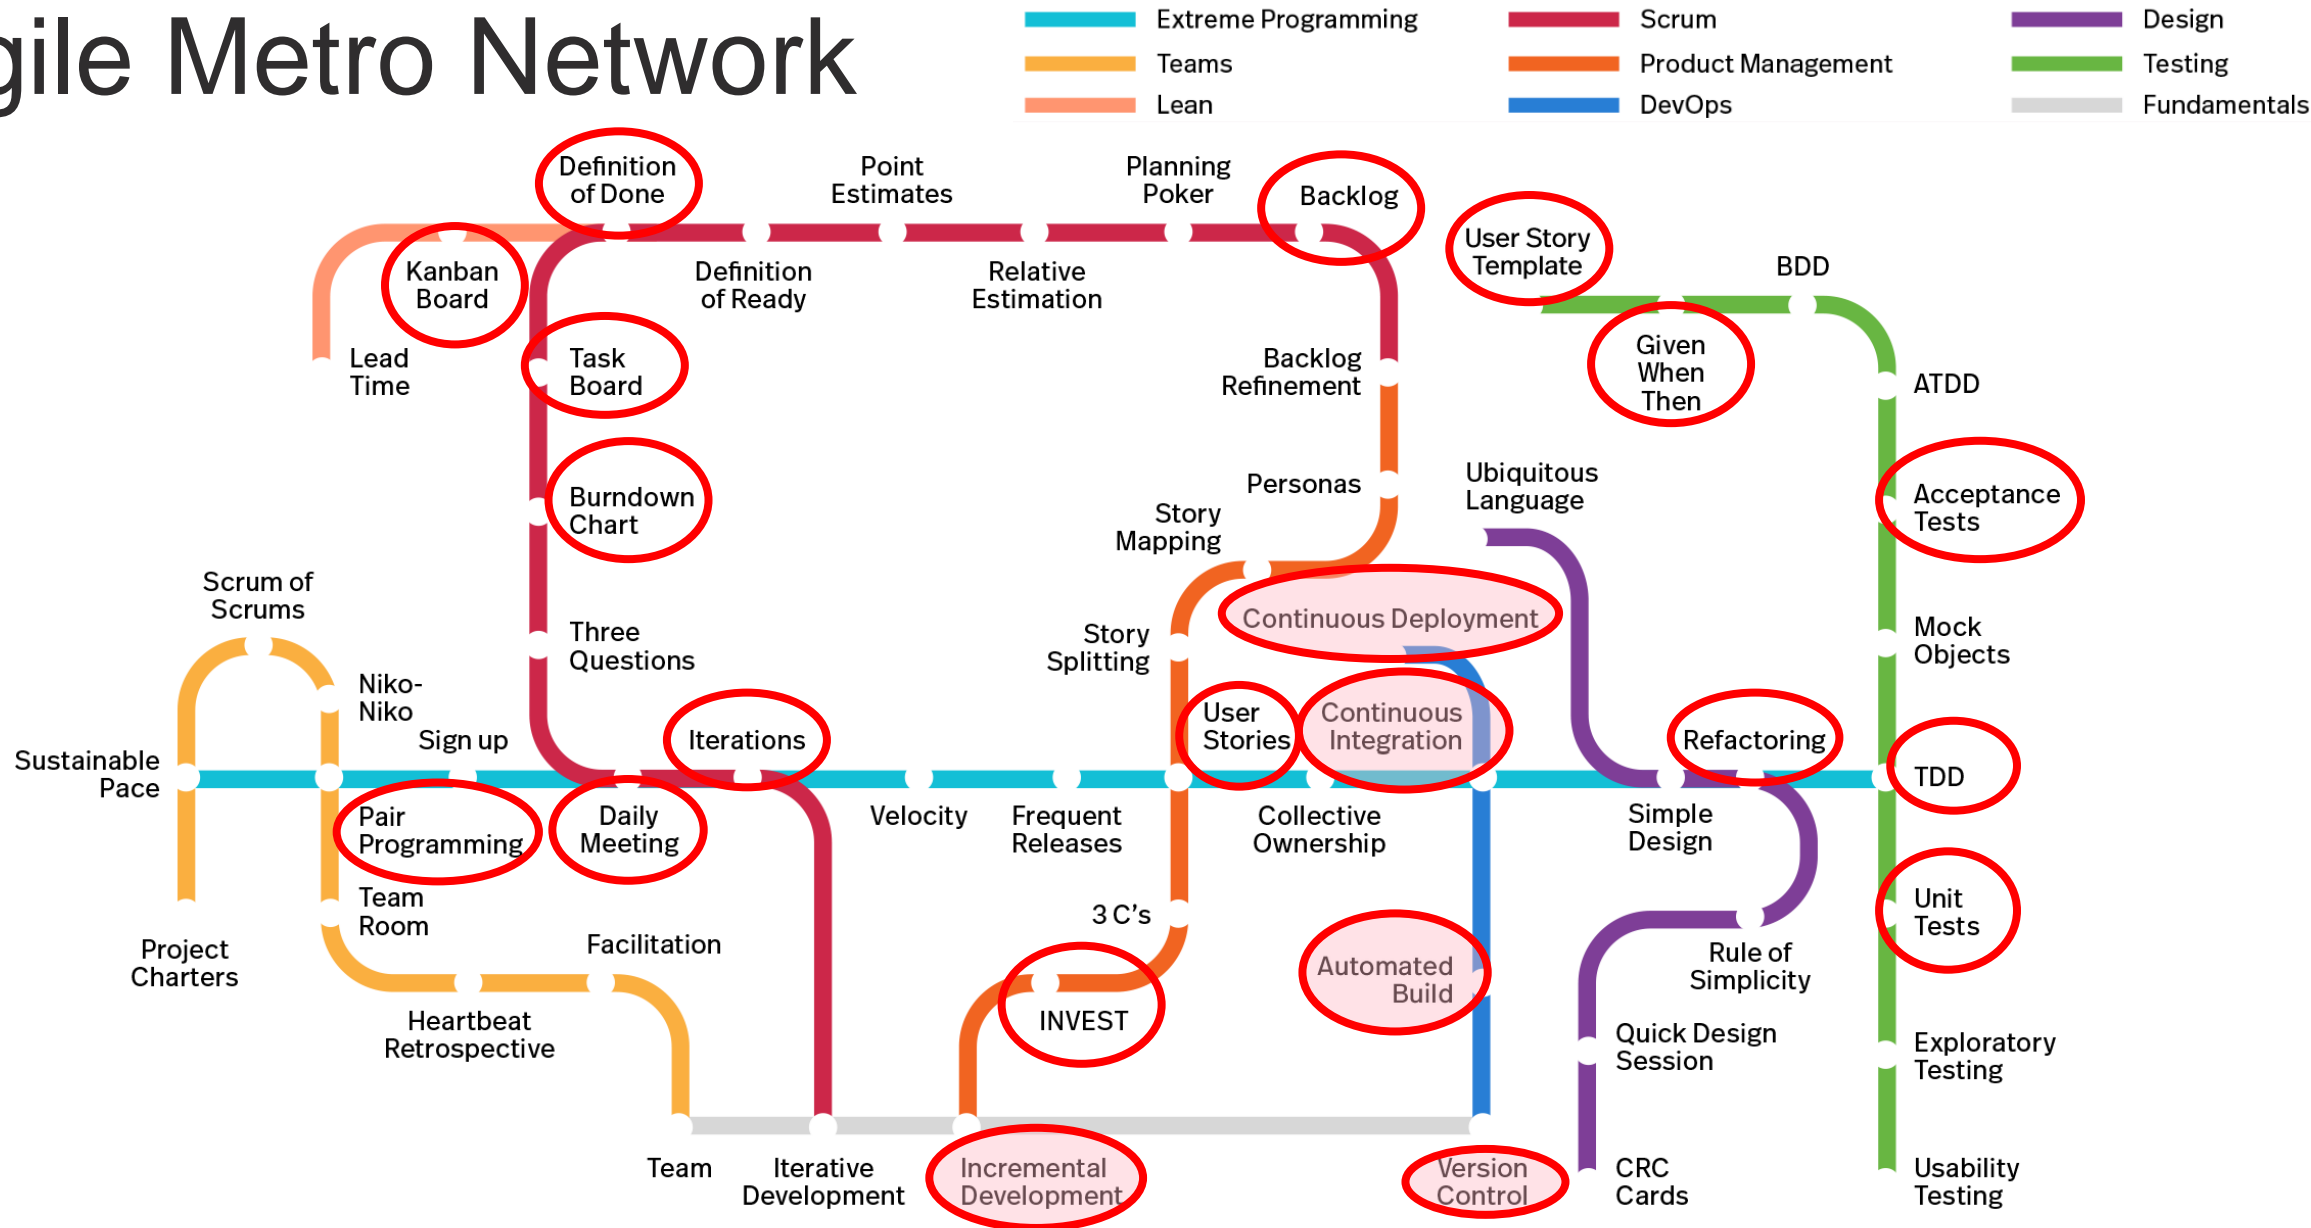 gile Metro Network
Extreme Programming
Teams
Lean
Scrum
Product Management
DevOps
Design
Testing
Fundamentals
Definition
of Done
Point
Estimates
Planning
Poker
Backlog
User Story
Template
BDD
Kanban
Board
Definition
of Ready
Relative
Estimation
Given
When
Then
Lead
Time
Task
Board
Backlog
Refinement
ATDD
Burndown
Chart
Personas
Ubiquitous
Language
Acceptance
Tests
Story
Mapping
Scrum of
Scrums
Three
Questions
Story
Splitting
Continuous Deployment
Mock
Objects
Niko-
Niko
Sign up
Iterations
User
Stories
Continuous
Integration
Refactoring
Sustainable
Pace
TDD
Pair
Programming
Daily
Meeting
Velocity
Frequent
Releases
Collective
Ownership
Simple
Design
Team
Room
3 C's
Unit
Tests
Project
Charters
Facilitation
Automated
Build
Rule of
Simplicity
Heartbeat
Retrospective
INVEST
Quick Design
Session
Exploratory
Testing
Team
Iterative
Development
Incremental
Development
Version
Control
CRC
Cards
Usability
Testing